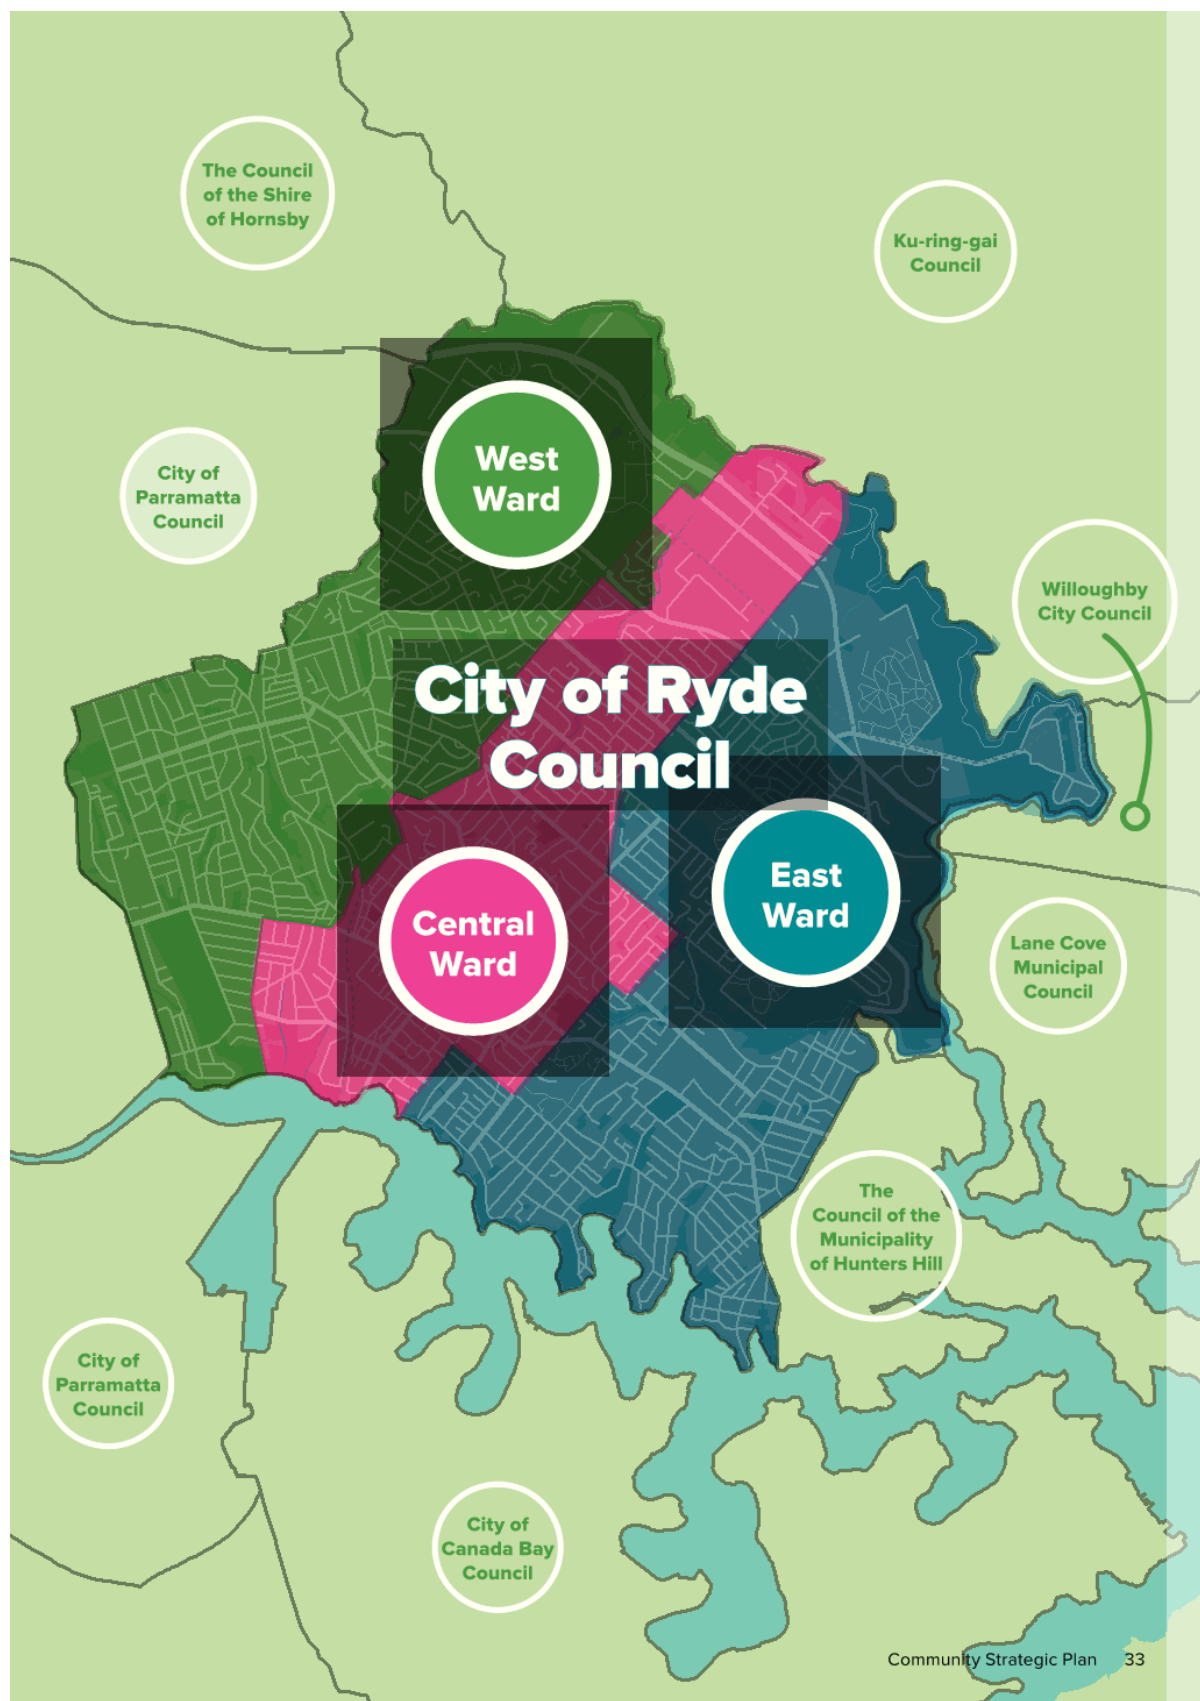 The Council
of the Shire
of Hornsby
Ku-ring-gai
Council
West
Ward
City of
Parramatta
Council
Willoughby
City Council
City of Ryde
Council
East
Ward
Central
Ward
Lane Cove
Municipal
Council
The
Council of the
Municipality
of Hunters Hill
City of
Parramatta
Council
City of
Canada Bay
Council
Community Strategic Plan 33